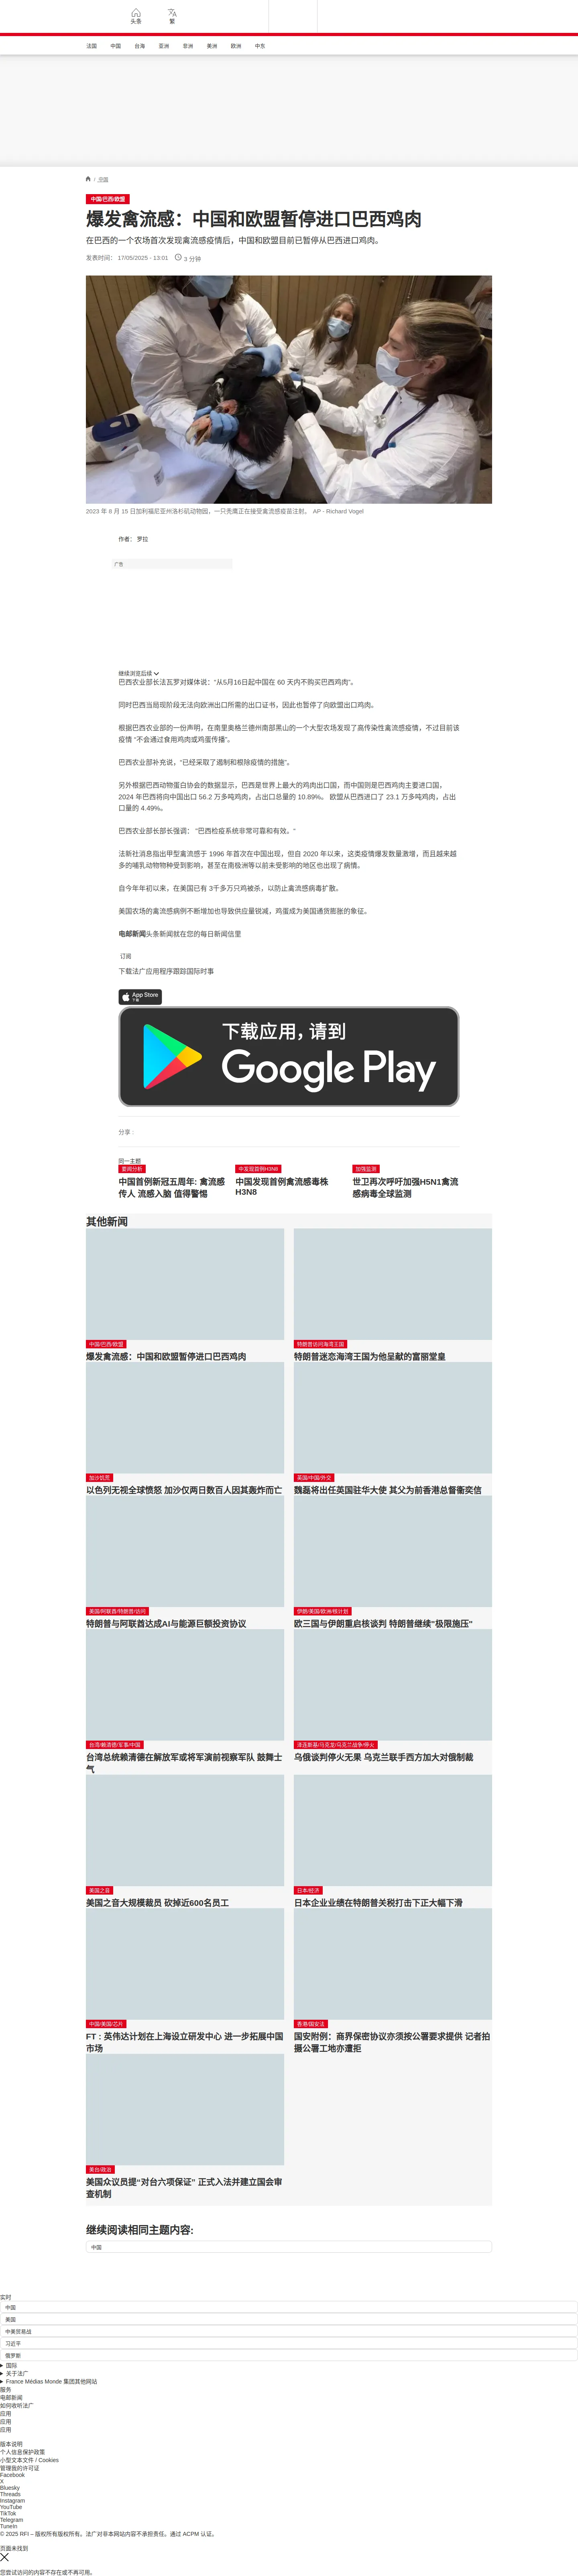 头条
繁
法国
中国
台海
亚洲
非洲
美洲
欧洲
中东
/ 中国
中国/巴西/欧盟
爆发禽流感：中国和欧盟暂停进口巴西鸡肉
在巴西的一个农场首次发现禽流感疫情后，中国和欧盟目前已暂停从巴西进口鸡肉。
发表时间： 17/05/2025 - 13:01
3 分钟
2023 年 8 月 15 日加利福尼亚州洛杉矶动物园，一只秃鹰正在接受禽流感疫苗注射。 AP - Richard Vogel
作者： 罗拉
广告
继续浏览后续
巴西农业部长法瓦罗对媒体说：“从5月16日起中国在 60 天内不购买巴西鸡肉”。
同时巴西当局现阶段无法向欧洲出口所需的出口证书，因此也暂停了向欧盟出口鸡肉。
根据巴西农业部的一份声明，在南里奥格兰德州南部黑山的一个大型农场发现了高传染性禽流感疫情，不过目前该
疫情 “不会通过食用鸡肉或鸡蛋传播”。
巴西农业部补充说，“已经采取了遏制和根除疫情的措施”。
另外根据巴西动物蛋白协会的数据显示，巴西是世界上最大的鸡肉出口国，而中国则是巴西鸡肉主要进口国，
2024 年巴西将向中国出口 56.2 万多吨鸡肉，占出口总量的 10.89%。 欧盟从巴西进口了 23.1 万多吨鸡肉，占出
口量的 4.49%。
巴西农业部长部长强调： “巴西检疫系统非常可靠和有效。”
法新社消息指出甲型禽流感于 1996 年首次在中国出现，但自 2020 年以来，这类疫情爆发数量激增，而且越来越
多的哺乳动物物种受到影响，甚至在南极洲等以前未受影响的地区也出现了病情。
自今年年初以来，在美国已有 3千多万只鸡被杀，以防止禽流感病毒扩散。
美国农场的禽流感病例不断增加也导致供应量锐减，鸡蛋成为美国通货膨胀的象征。
电邮新闻头条新闻就在您的每日新闻信里
订阅
下载法广应用程序跟踪国际时事
App Store
下载
下载应用，请到
Google Play
分享 :
同一主题
要闻分析
中国首例新冠五周年: 禽流感传人 流感入脑 值得警惕
中发现首例H3N8
中国发现首例禽流感毒株H3N8
加强监测
世卫再次呼吁加强H5N1禽流感病毒全球监测
其他新闻
中国/巴西/欧盟
爆发禽流感：中国和欧盟暂停进口巴西鸡肉
特朗普访问海湾王国
特朗普迷恋海湾王国为他呈献的富丽堂皇
加沙饥荒
以色列无视全球愤怒 加沙仅两日数百人因其轰炸而亡
英国/中国/外交
魏磊将出任英国驻华大使 其父为前香港总督衞奕信
美国/阿联酋/特朗普/访问
特朗普与阿联酋达成AI与能源巨额投资协议
伊朗/美国/欧洲/核计划
欧三国与伊朗重启核谈判 特朗普继续"极限施压"
台湾/赖清德/军事/中国
台湾总统赖清德在解放军或将军演前视察军队 鼓舞士气
泽连斯基/马克龙/乌克兰战争/停火
乌俄谈判停火无果 乌克兰联手西方加大对俄制裁
美国之音
美国之音大规模裁员 砍掉近600名员工
日本/经济
日本企业业绩在特朗普关税打击下正大幅下滑
中国/美国/芯片
FT : 英伟达计划在上海设立研发中心 进一步拓展中国
市场
香港/国安法
国安附例：商界保密协议亦须按公署要求提供 记者拍
摄公署工地亦遭拒
美台/政治
美国众议员提“对台六项保证” 正式入法并建立国会审
查机制
继续阅读相同主题内容:
中国
实时
中国
美国
中美贸易战
习近平
俄罗斯
国际
关于法广
France Médias Monde 集团其他网站
服务
电邮新闻
如何收听法广
应用
应用
应用
版本说明
个人信息保护政策
小型文本文件 / Cookies
管理我的许可证
Facebook
X
Bluesky
Threads
Instagram
YouTube
TikTok
Telegram
TuneIn
© 2025 RFI – 版权所有版权所有。法广对非本网站内容不承担责任。通过 ACPM 认证。
页面未找到
您尝试访问的内容不存在或不再可用。